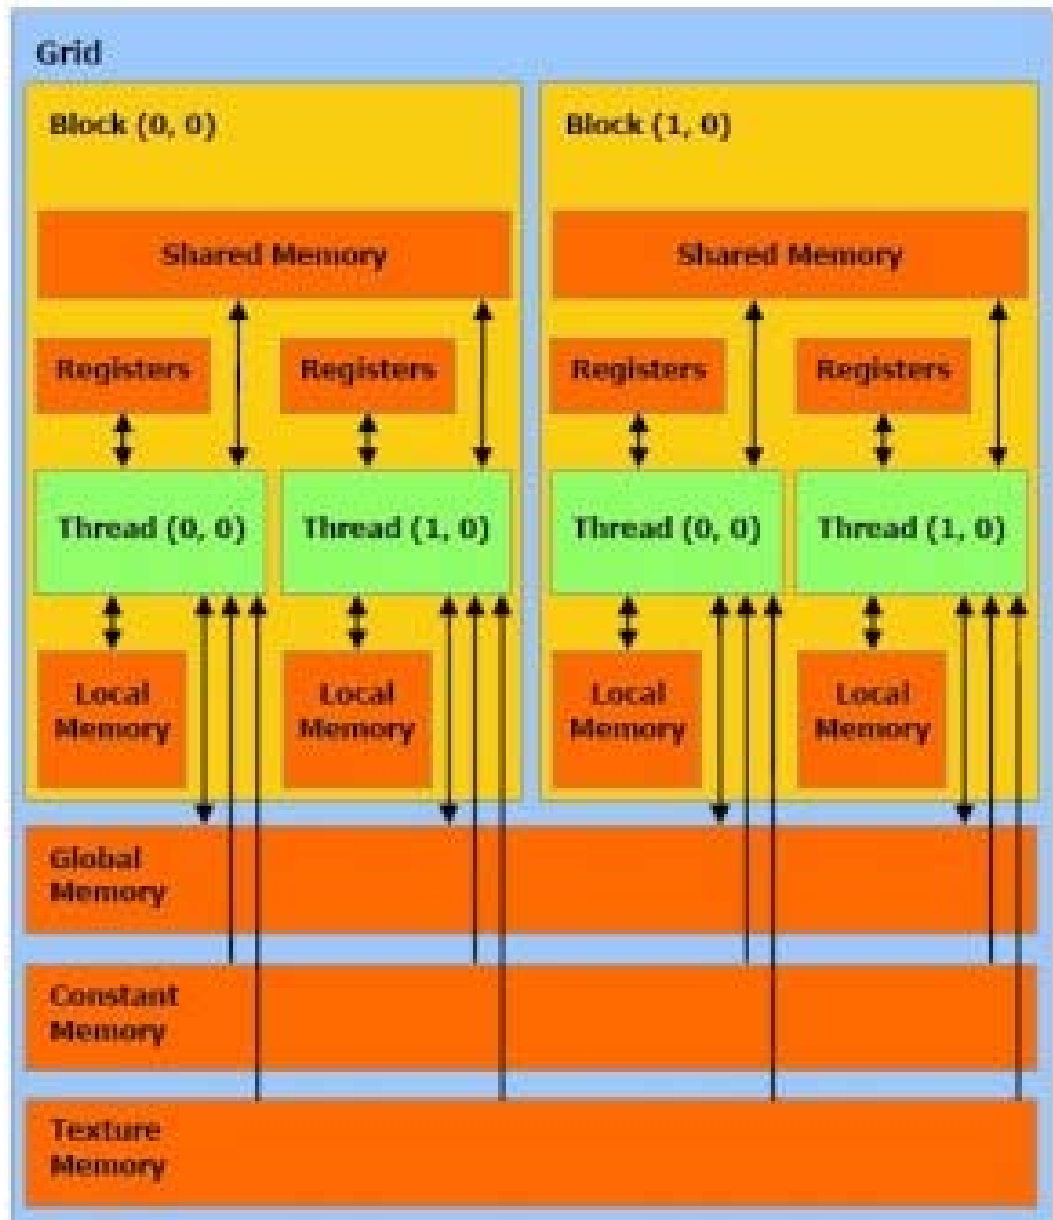 Grid
Block (0, 0)
Block (1, 0)
Shared Memory
Shared Memory
Registers
Registers
Registers
Registers
Thread (0, 0)
Thread (1, 0)
Thread (0, 0)
Thread (1, 0)
Local
Memory
Local
Memory
Local
Memory
Local
Memory
Global
Memory
Constant
Memory
Texture
Memory